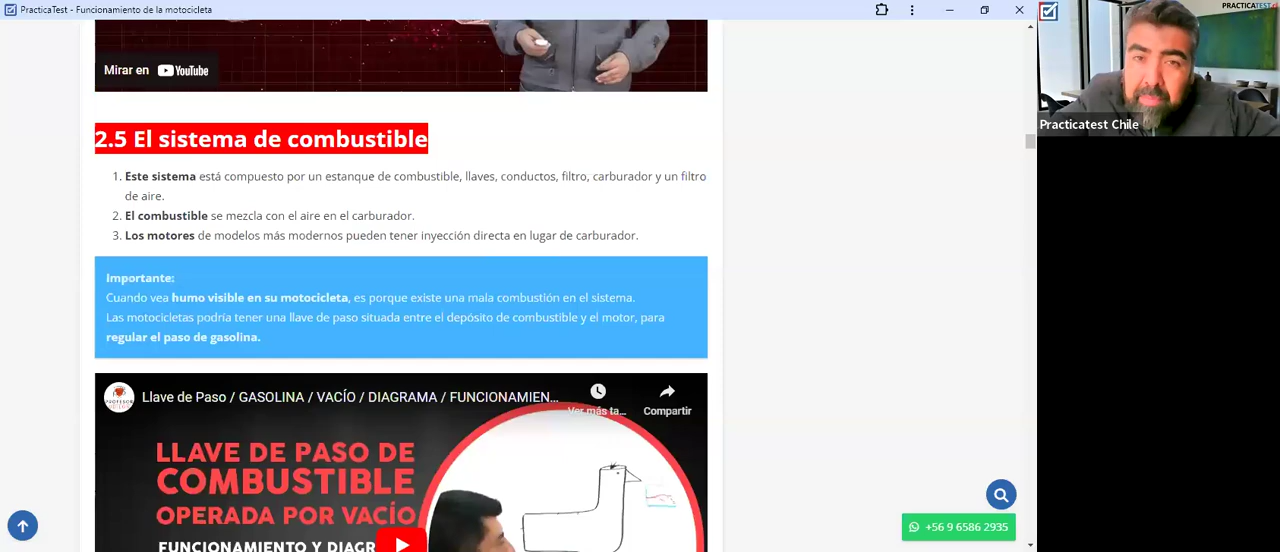 PracticaTest - Funcionamiento de la motocicleta
PRACTICATEST
Mirar en YouTube
Practicatest Chile
2.5 El sistema de combustible
1. Este sistema está compuesto por un estanque de combustible, llaves, conductos, filtro, carburador y un filtro
de aire.
2. El combustible se mezcla con el aire en el carburador.
3. Los motores de modelos más modernos pueden tener inyección directa en lugar de carburador.
Importante:
Cuando vea humo visible en su motocicleta, es porque existe una mala combustión en el sistema.
Las motocicletas podría tener una llave de paso situada entre el depósito de combustible y el motor, para
regular el paso de gasolina.
Llave de Paso / GASOLINA / VACÍO / DIAGRAMA / FUNCIONAMIEN...
Ver más ta...
Compartir
LLAVE DE PASO DE
COMBUSTIBLE
OPERADA POR VACÍO
FUNCIONAMIENTO Y DIAGR
+56 9 6586 2935